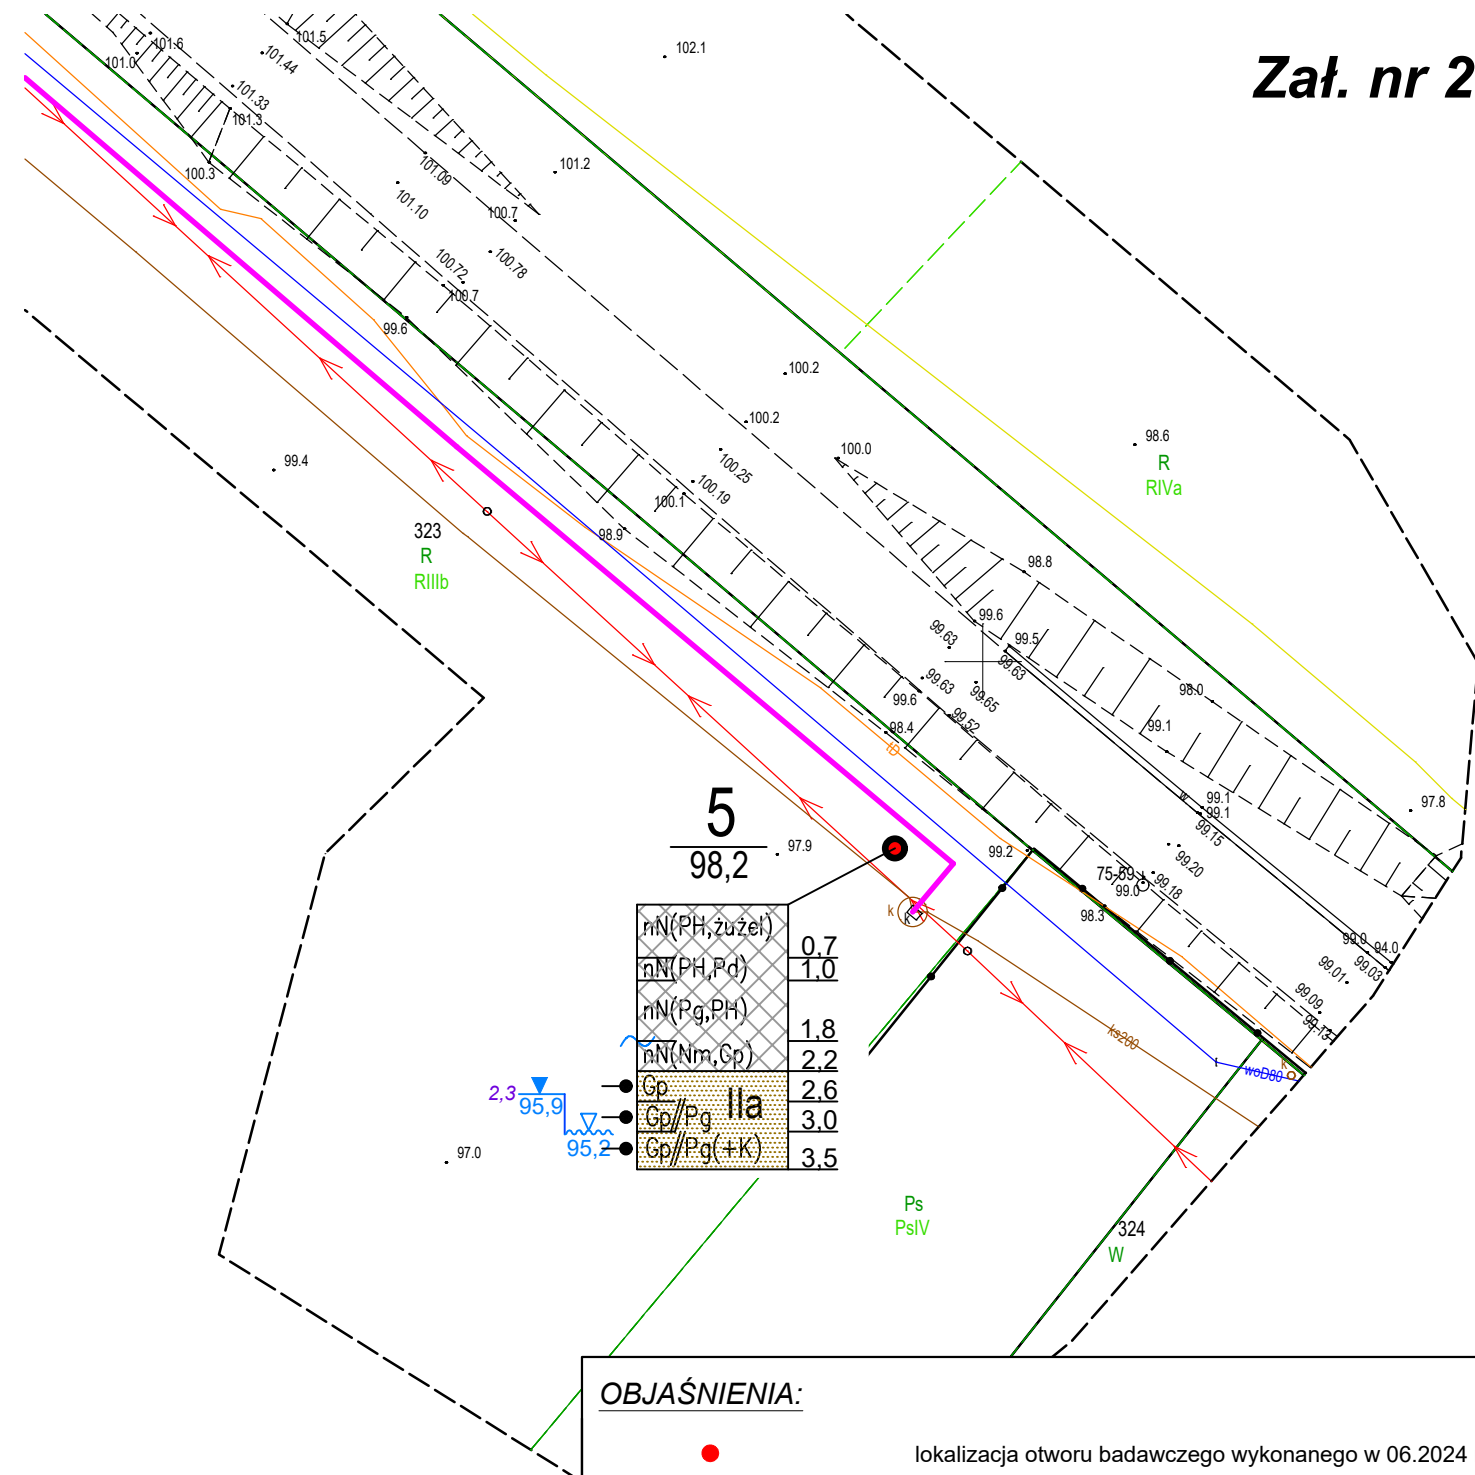 Zał. nr 2
101.6
101.5
102.1
101.0
101.44
101.33
101.3
101.09
101.2
100.3
101.10
100.7
100.78
100.72
100.7
99.6
100.2
100.2
100.0
98.6
R
RIVa
99.4
100.25
100.19
100.1
98.9
323
R
RIIIb
98.8
99.6
99.63
99.5
99.63
99.63
99.65
99.6
98.0
99.52
98.4
99.1
fD
w
99.1
99.1
97.8
99.15
5
98,2
97.9
99.2
99.20
75-59
99.0
99.18
98.3
k
k
nN(PH,żużel)
0,7
nN(PH,Pd)
1,0
nN(Pg,PH)
1,8
nN(Nm,Gp)
2,2
99.0
94.0
99.03
99.01
99.09
99.13
ks200
k
woD80
2,3
95,9
Gp
IIa
2,6
Gp//Pg
3,0
95,2
Gp//Pg(+K)
3,5
97.0
Ps
PsIV
324
W
OBJAŚNIENIA:
lokalizacja otworu badawczego wykonanego w 06.2024